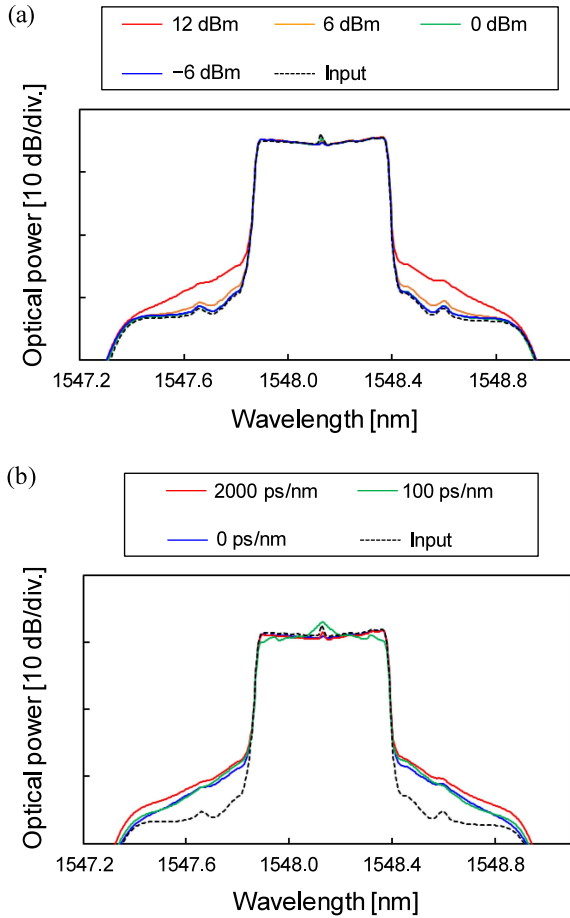 (a)
12 dBm 6 dBm 0 dBm
−6 dBm Input
Optical power [10 dB/div.]
1547.2 1547.6 1548.0 1548.4 1548.8
Wavelength [nm]
(b)
2000 ps/nm 100 ps/nm
0 ps/nm Input
Optical power [10 dB/div.]
1547.2 1547.6 1548.0 1548.4 1548.8
Wavelength [nm]